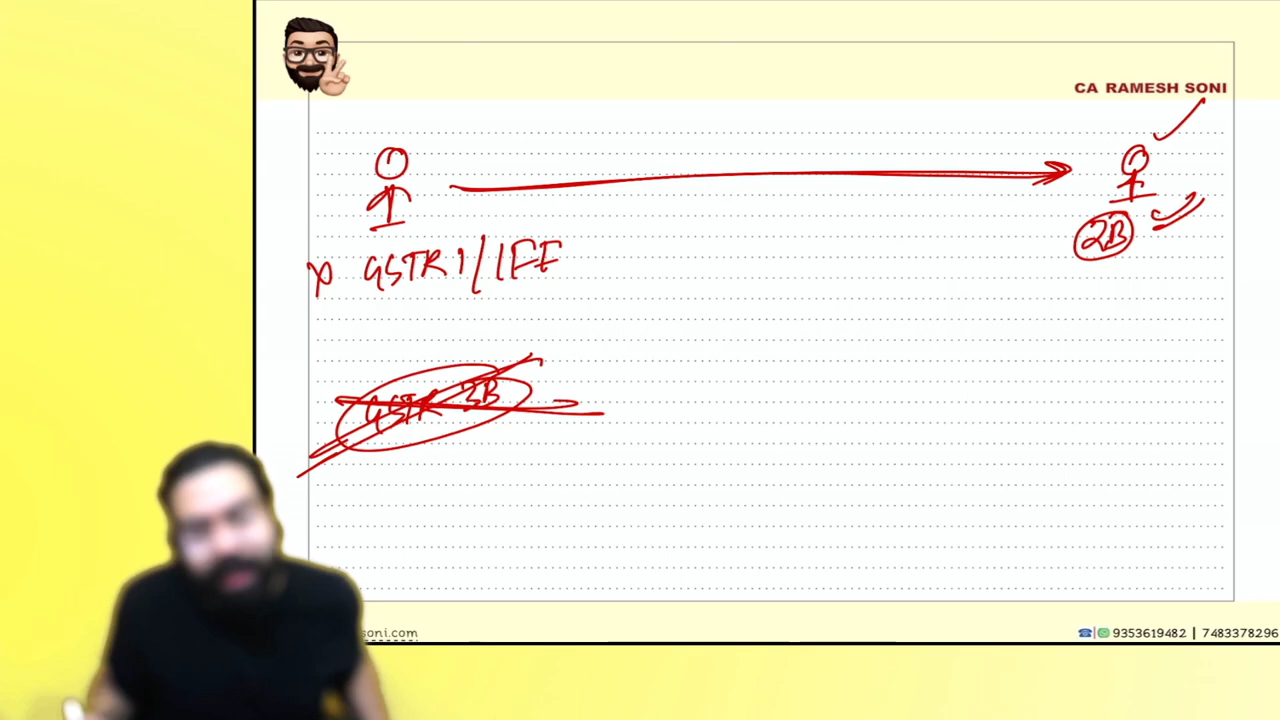 CA RAMESH SONI
2B
GSTR 1/IFF
GSTR 3B
soni.com
9353619482 | 7483378296